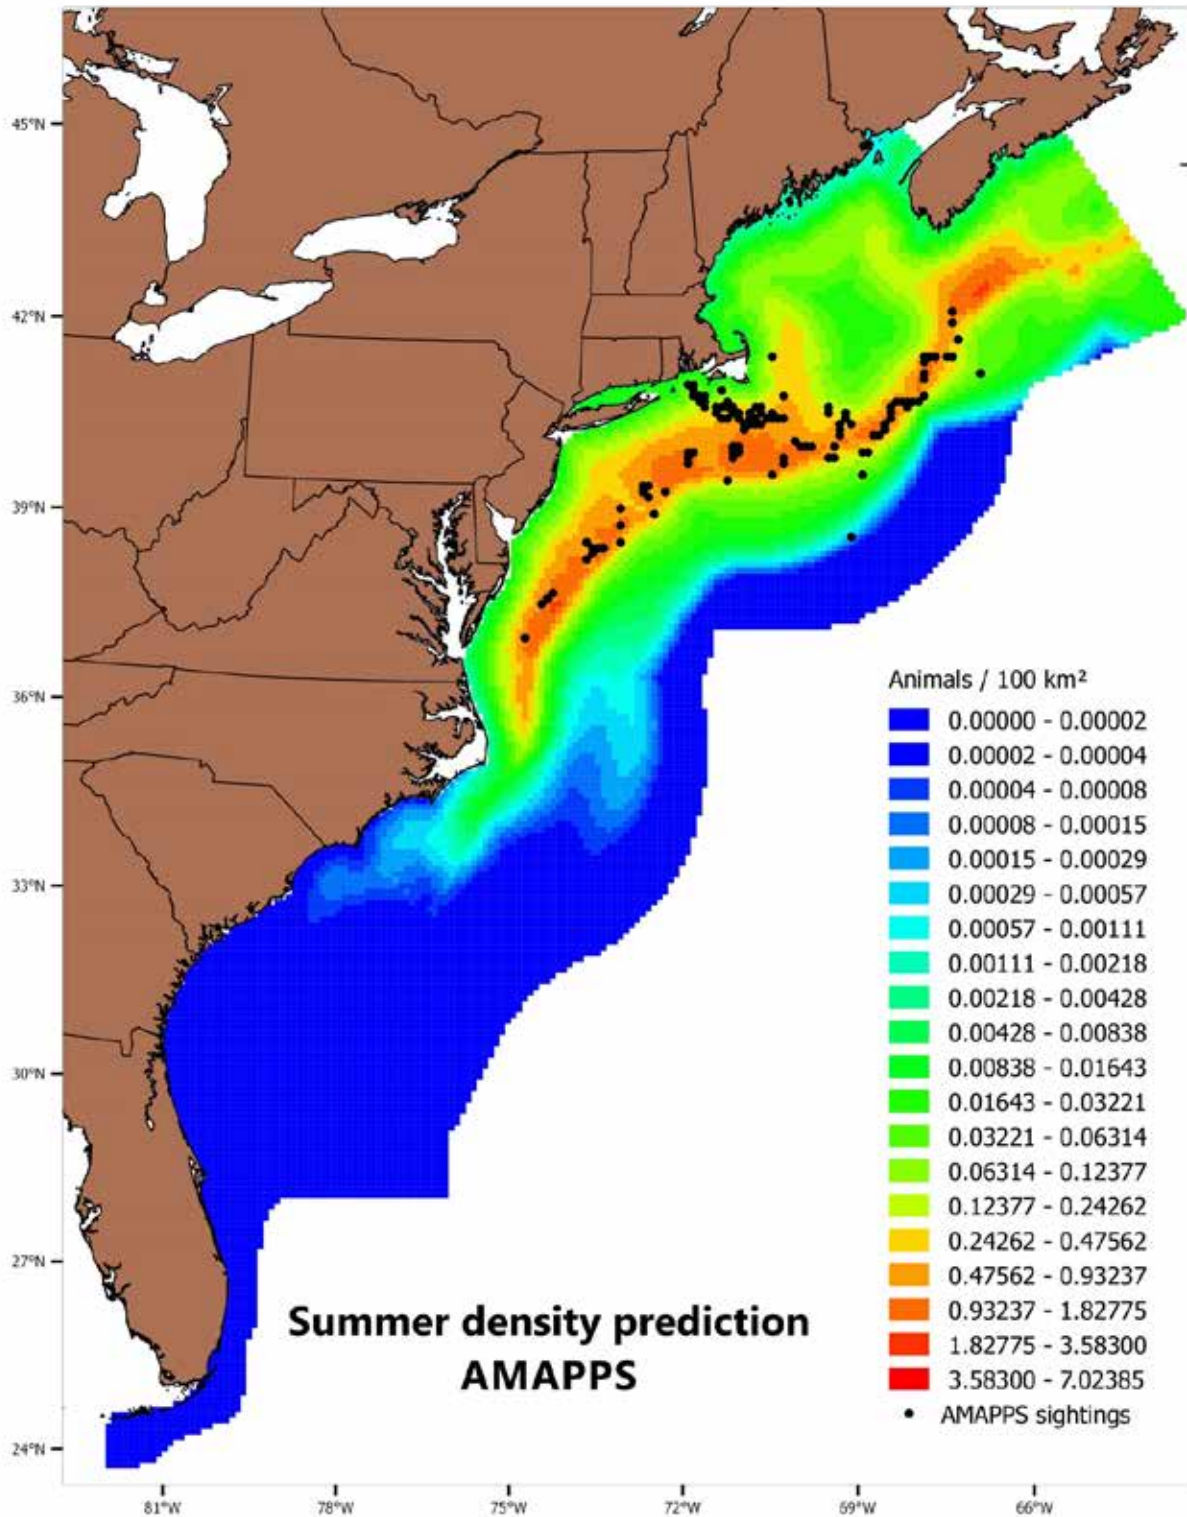 45°N
42°N
39°N
36°N
33°N
30°N
27°N
24°N
Animals / 100 km²
0.00000 - 0.00002
0.00002 - 0.00004
0.00004 - 0.00008
0.00008 - 0.00015
0.00015 - 0.00029
0.00029 - 0.00057
0.00057 - 0.00111
0.00111 - 0.00218
0.00218 - 0.00428
0.00428 - 0.00838
0.00838 - 0.01643
0.01643 - 0.03221
0.03221 - 0.06314
0.06314 - 0.12377
0.12377 - 0.24262
0.24262 - 0.47562
0.47562 - 0.93237
0.93237 - 1.82775
1.82775 - 3.58300
3.58300 - 7.02385
AMAPPS sightings
Summer density prediction
AMAPPS
81°W 78°W 75°W 72°W 69°W 66°W